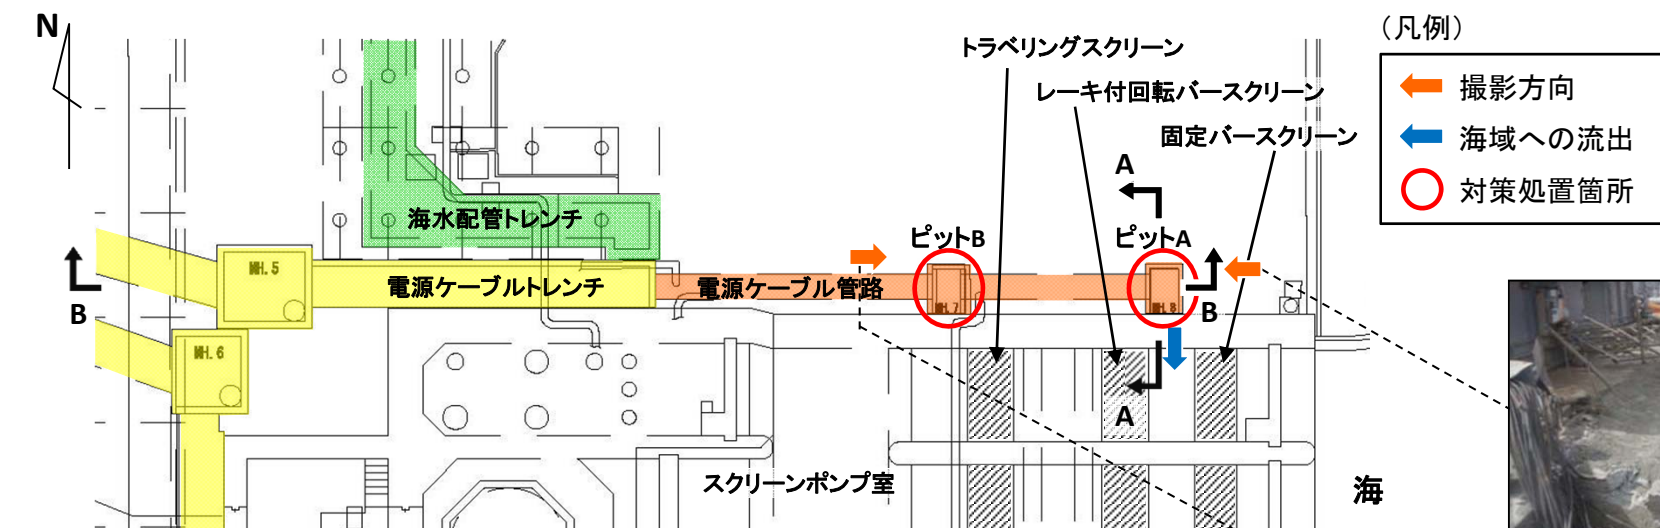 N
トラベリングスクリーン
レーキ付回転バースクリーン
固定バースクリーン
(凡例)
撮影方向
海域への流出
対策処置箇所
A
海水配管トレンチ
ピットB
ピットA
MH.5
電源ケーブルトレンチ
電源ケーブル管路
MH.7
MH.8
B
B
MH.6
A
スクリーンポンプ室
海